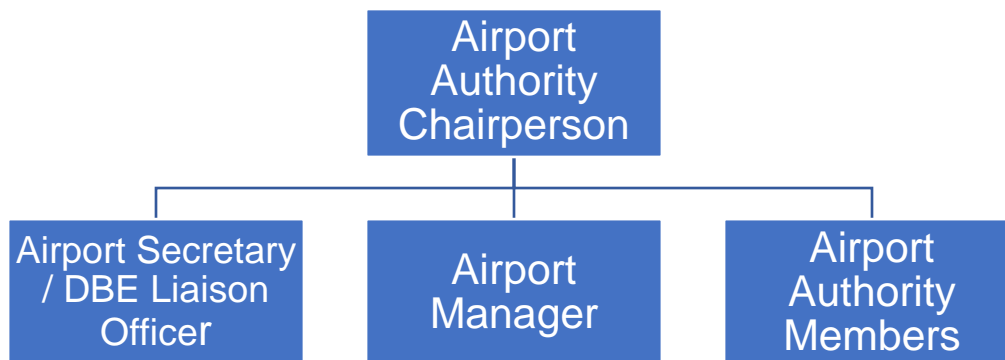 Airport
Authority
Chairperson
Airport Secretary
/ DBE Liaison
Officer
Airport
Manager
Airport
Authority
Members